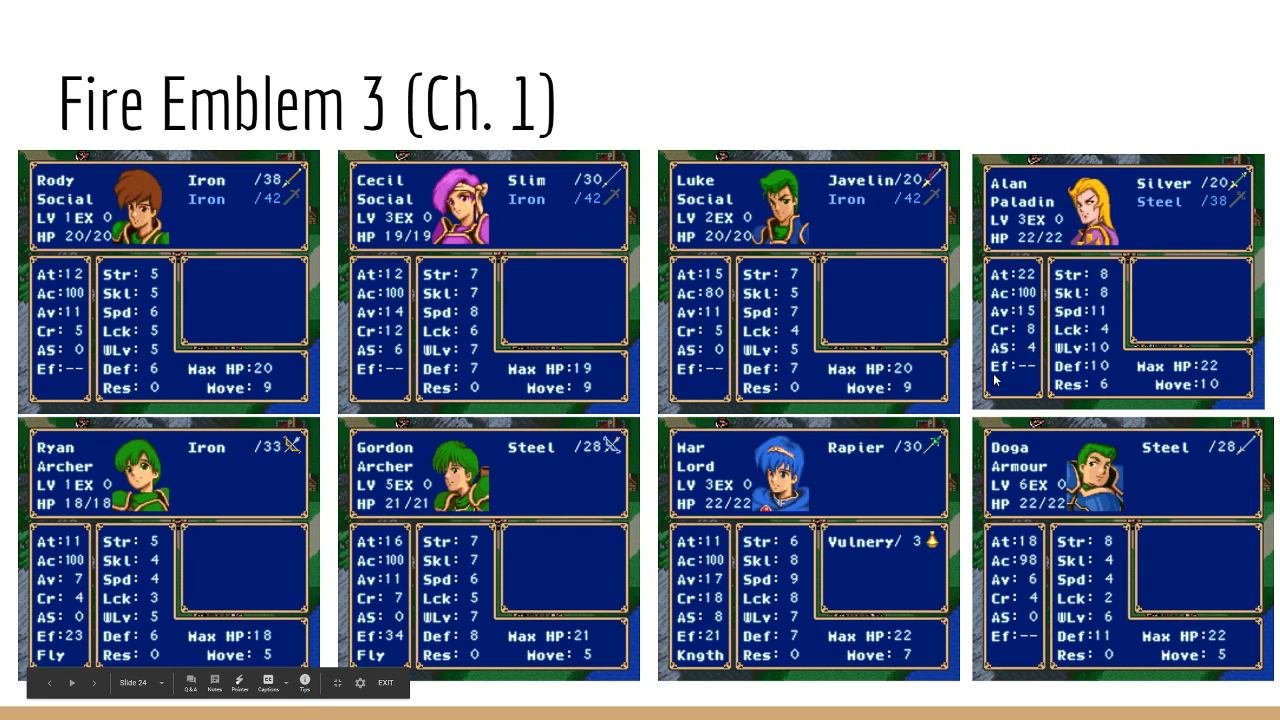 Fire Emblem 3 (Ch. 1)
Rody
Social
LV 1EX 0
HP 20/20
Iron /38
Iron /42
At:12
Ac:100
Av:11
Cr: 5
AS: 0
Ef:--
Str: 5
Skl: 5
Spd: 6
Lck: 5
WLv: 5
Def: 6
Res: 0
Max HP:20
Move: 9
Cecil
Social
LV 3EX 0
HP 19/19
Slim /30
Iron /42
At:12
Ac:100
Av:14
Cr:12
AS: 6
Ef:--
Str: 7
Skl: 7
Spd: 8
Lck: 6
WLv: 7
Def: 7
Res: 0
Max HP:19
Move: 9
Luke
Social
LV 2EX 0
HP 20/20
Javelin/20
Iron /42
At:15
Ac:80
Av:11
Cr: 5
AS: 0
Ef:--
Str: 7
Skl: 5
Spd: 7
Lck: 4
WLv: 5
Def: 7
Res: 0
Max HP:20
Move: 9
Alan
Paladin
LV 3EX 0
HP 22/22
Silver /20
Steel /38
At:22
Ac:100
Av:15
Cr: 8
AS: 4
Ef:--
Str: 8
Skl: 8
Spd:11
Lck: 4
WLv:10
Def:10
Res: 6
Max HP:22
Move:10
Ryan
Archer
LV 1EX 0
HP 18/18
Iron /33
At:11
Ac:100
Av: 7
Cr: 4
AS: 0
Ef:23
Fly
Str: 5
Skl: 4
Spd: 4
Lck: 3
WLv: 5
Def: 6
Res: 0
Max HP:18
Move: 5
Gordon
Archer
LV 5EX 0
HP 21/21
Steel /28
At:16
Ac:100
Av:11
Cr: 7
AS: 0
Ef:34
Fly
Str: 7
Skl: 7
Spd: 6
Lck: 5
WLv: 7
Def: 8
Res: 0
Max HP:21
Move: 5
Mar
Lord
LV 3EX 0
HP 22/22
Rapier /30
At:11
Ac:100
Av:17
Cr:18
AS: 8
Ef:21
Kngth
Str: 6
Skl: 8
Spd: 9
Lck: 8
WLv: 7
Def: 7
Res: 0
Vulnery/ 3
Max HP:22
Move: 7
Doga
Armour
LV 6EX 0
HP 22/22
Steel /28
At:18
Ac:98
Av: 6
Cr: 4
AS: 0
Ef:--
Str: 8
Skl: 4
Spd: 4
Lck: 2
WLv: 6
Def:11
Res: 0
Max HP:22
Move: 5
Slide 24
Q&A
Notes
Pointer
Captions
Tips
EXIT